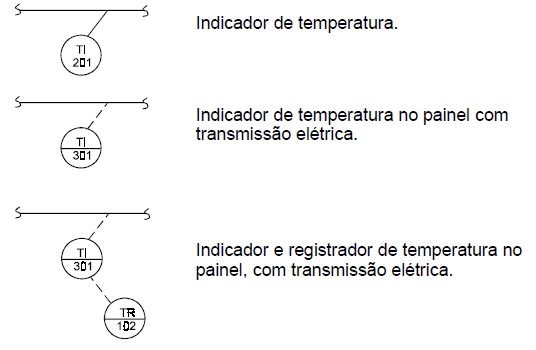 Indicador de temperatura.
TI
201
Indicador de temperatura no painel com
transmissão elétrica.
TI
301
Indicador e registrador de temperatura no
painel, com transmissão elétrica.
TI
301
TR
102